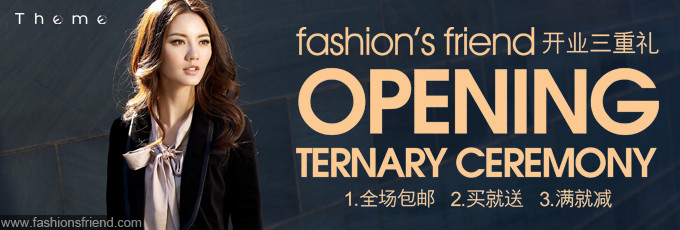 Theme
fashion's friend 开业三重礼
OPENING
TERNARY CEREMONY
1.全场包邮 2.买就送 3.满就减
www.fashionsfriend.com